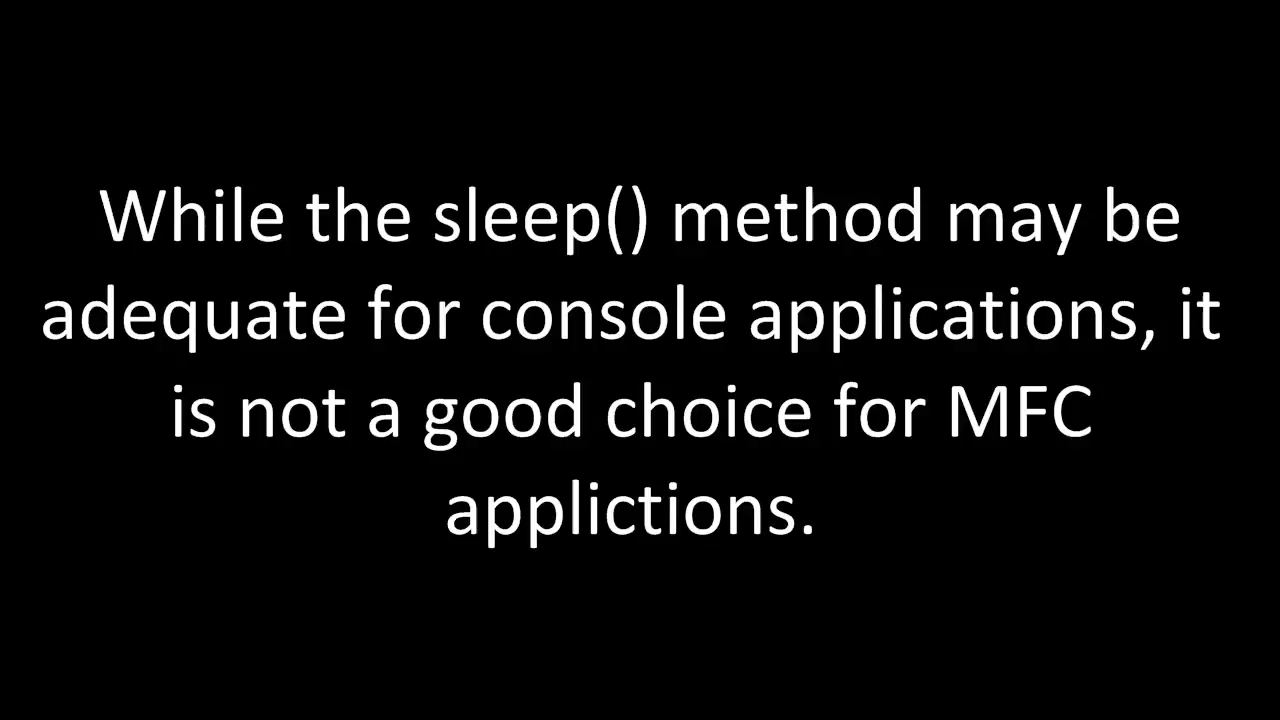 While the sleep() method may be
adequate for console applications, it
is not a good choice for MFC
applictions.